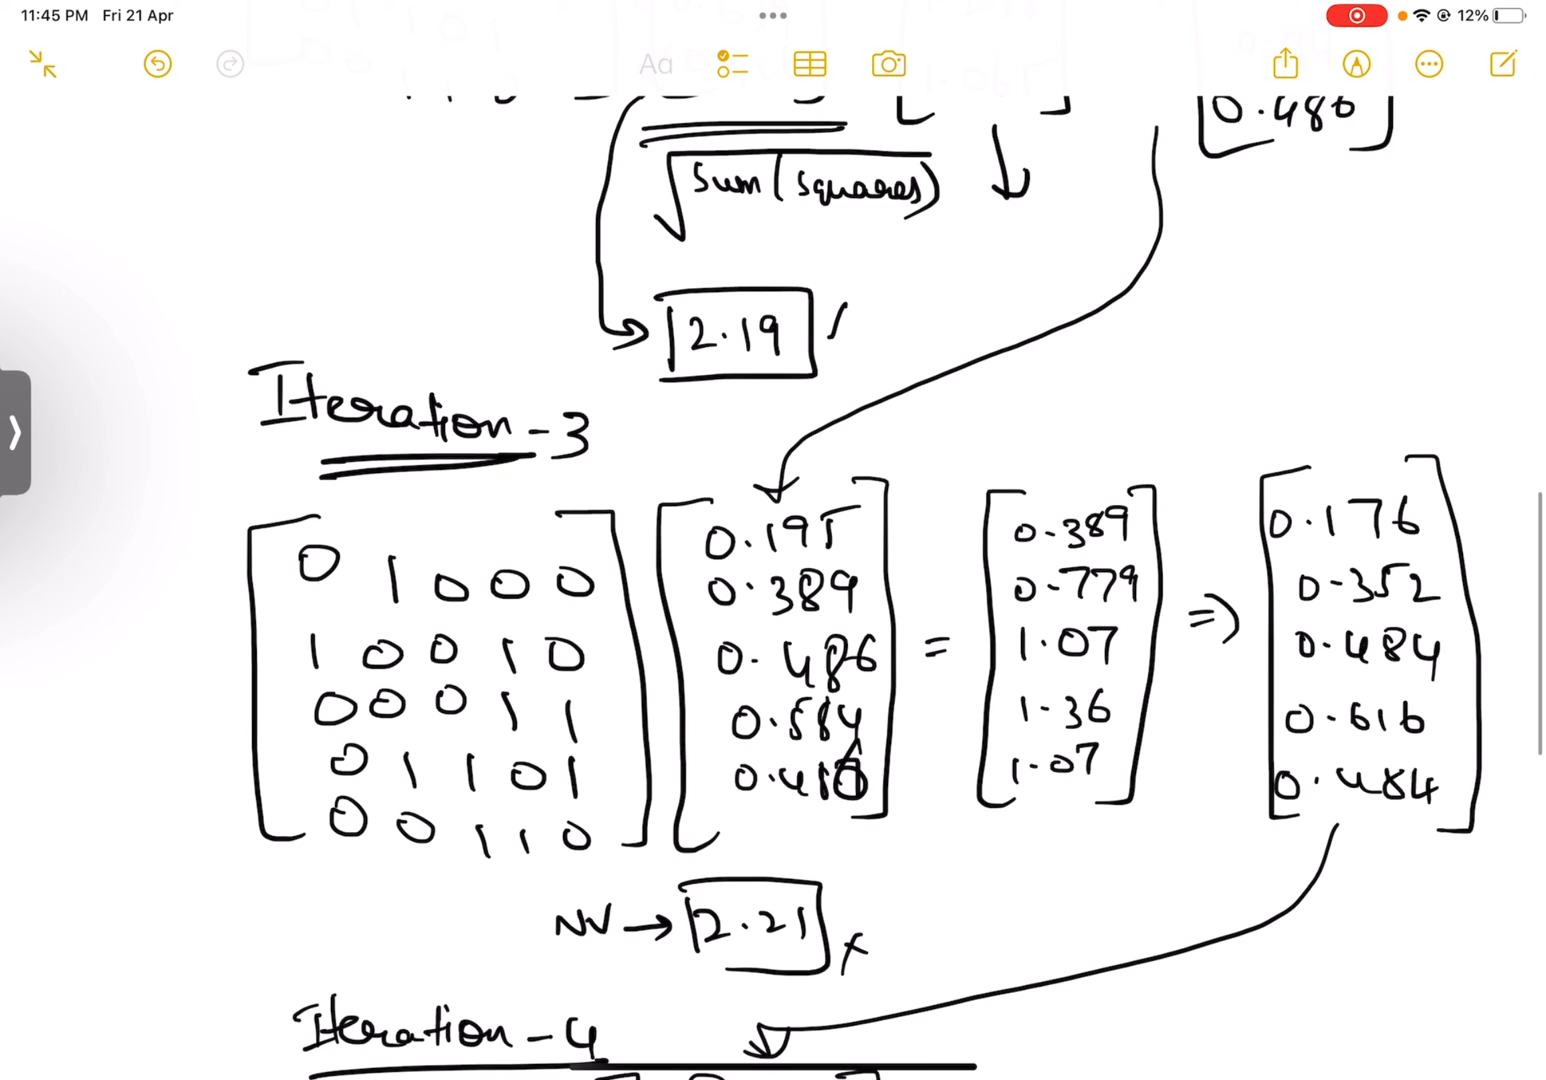 11:45 PM Fri 21 Apr
12%
Aa
0.486
√Sum(squares)
2.19
Iteration-3
0 1 0 0 0
1 0 0 1 0
0 0 0 1 1
0 1 1 0 1
0 0 1 1 0
0.195
0.389
0.486
0.584
0.486
=
0.389
0.779
1.07
1.36
1.07
=>
0.176
0.352
0.484
0.616
0.484
NV → 2.21
Iteration-4